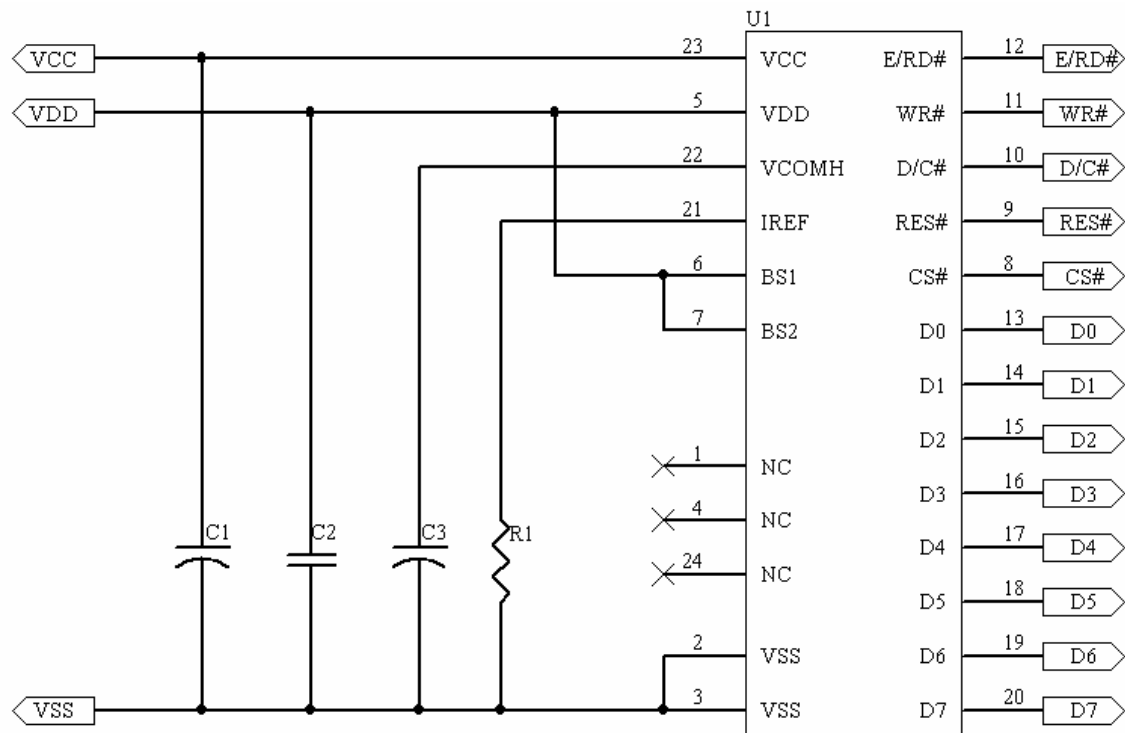 U1
VCC 23 VCC E/RD# 12 E/RD#
VDD 5 VDD WR# 11 WR#
22 VCOMH D/C# 10 D/C#
21 IREF RES# 9 RES#
6 BS1 CS# 8 CS#
7 BS2 D0 13 D0
D1 14 D1
D2 15 D2
1 NC
D3 16 D3
4 NC
C1 C2 C3 R1
D4 17 D4
24 NC
D5 18 D5
2 VSS D6 19 D6
VSS 3 VSS D7 20 D7